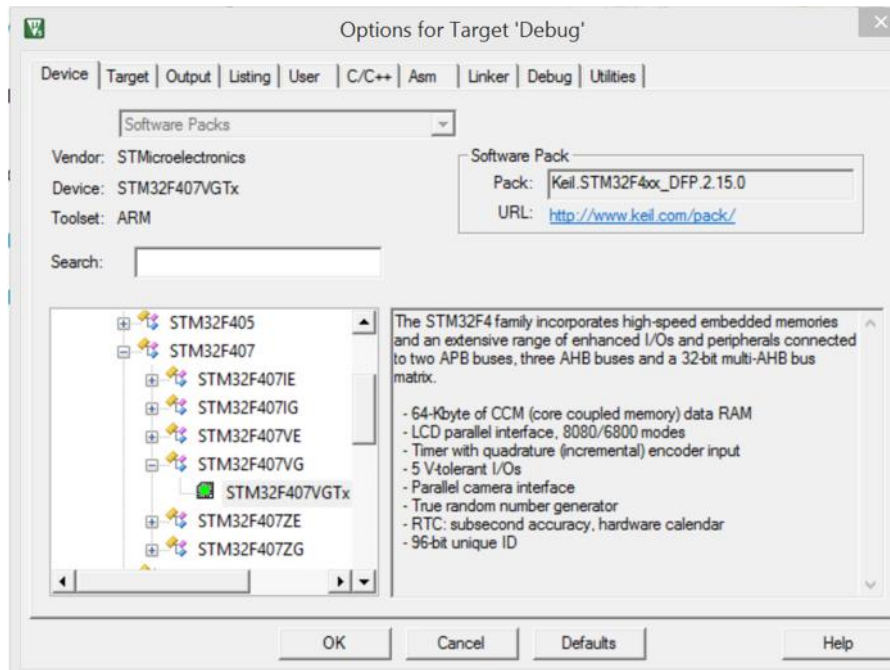 Options for Target 'Debug'
Device Target Output Listing User C/C++ Asm Linker Debug Utilities
Software Packs
Vendor: STMicroelectronics
Device: STM32F407VGTx
Toolset: ARM
Search:
Software Pack
Pack: Keil.STM32F4xx_DFP.2.15.0
URL: http://www.keil.com/pack/
STM32F405
STM32F407
STM32F407IE
STM32F407IG
STM32F407VE
STM32F407VG
STM32F407VGTx
STM32F407ZE
STM32F407ZG
The STM32F4 family incorporates high-speed embedded memories
and an extensive range of enhanced I/Os and peripherals connected
to two APB buses, three AHB buses and a 32-bit multi-AHB bus
matrix.
- 64-Kbyte of CCM (core coupled memory) data RAM
- LCD parallel interface, 8080/6800 modes
- Timer with quadrature (incremental) encoder input
- 5 V-tolerant I/Os
- Parallel camera interface
- True random number generator
- RTC: subsecond accuracy, hardware calendar
- 96-bit unique ID
OK Cancel Defaults Help